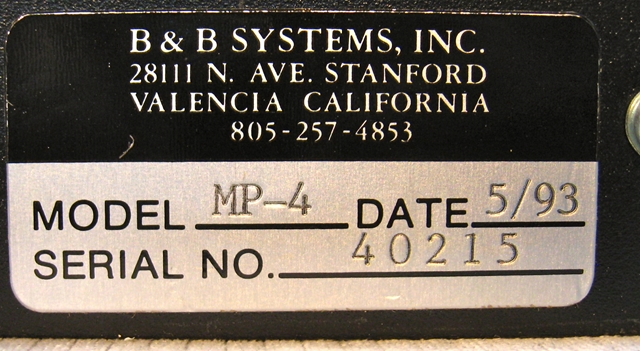 B & B SYSTEMS, INC.
28111 N. AVE. STANFORD
VALENCIA CALIFORNIA
805-257-4853
MODEL MP-4 DATE 5/93
SERIAL NO. 40215